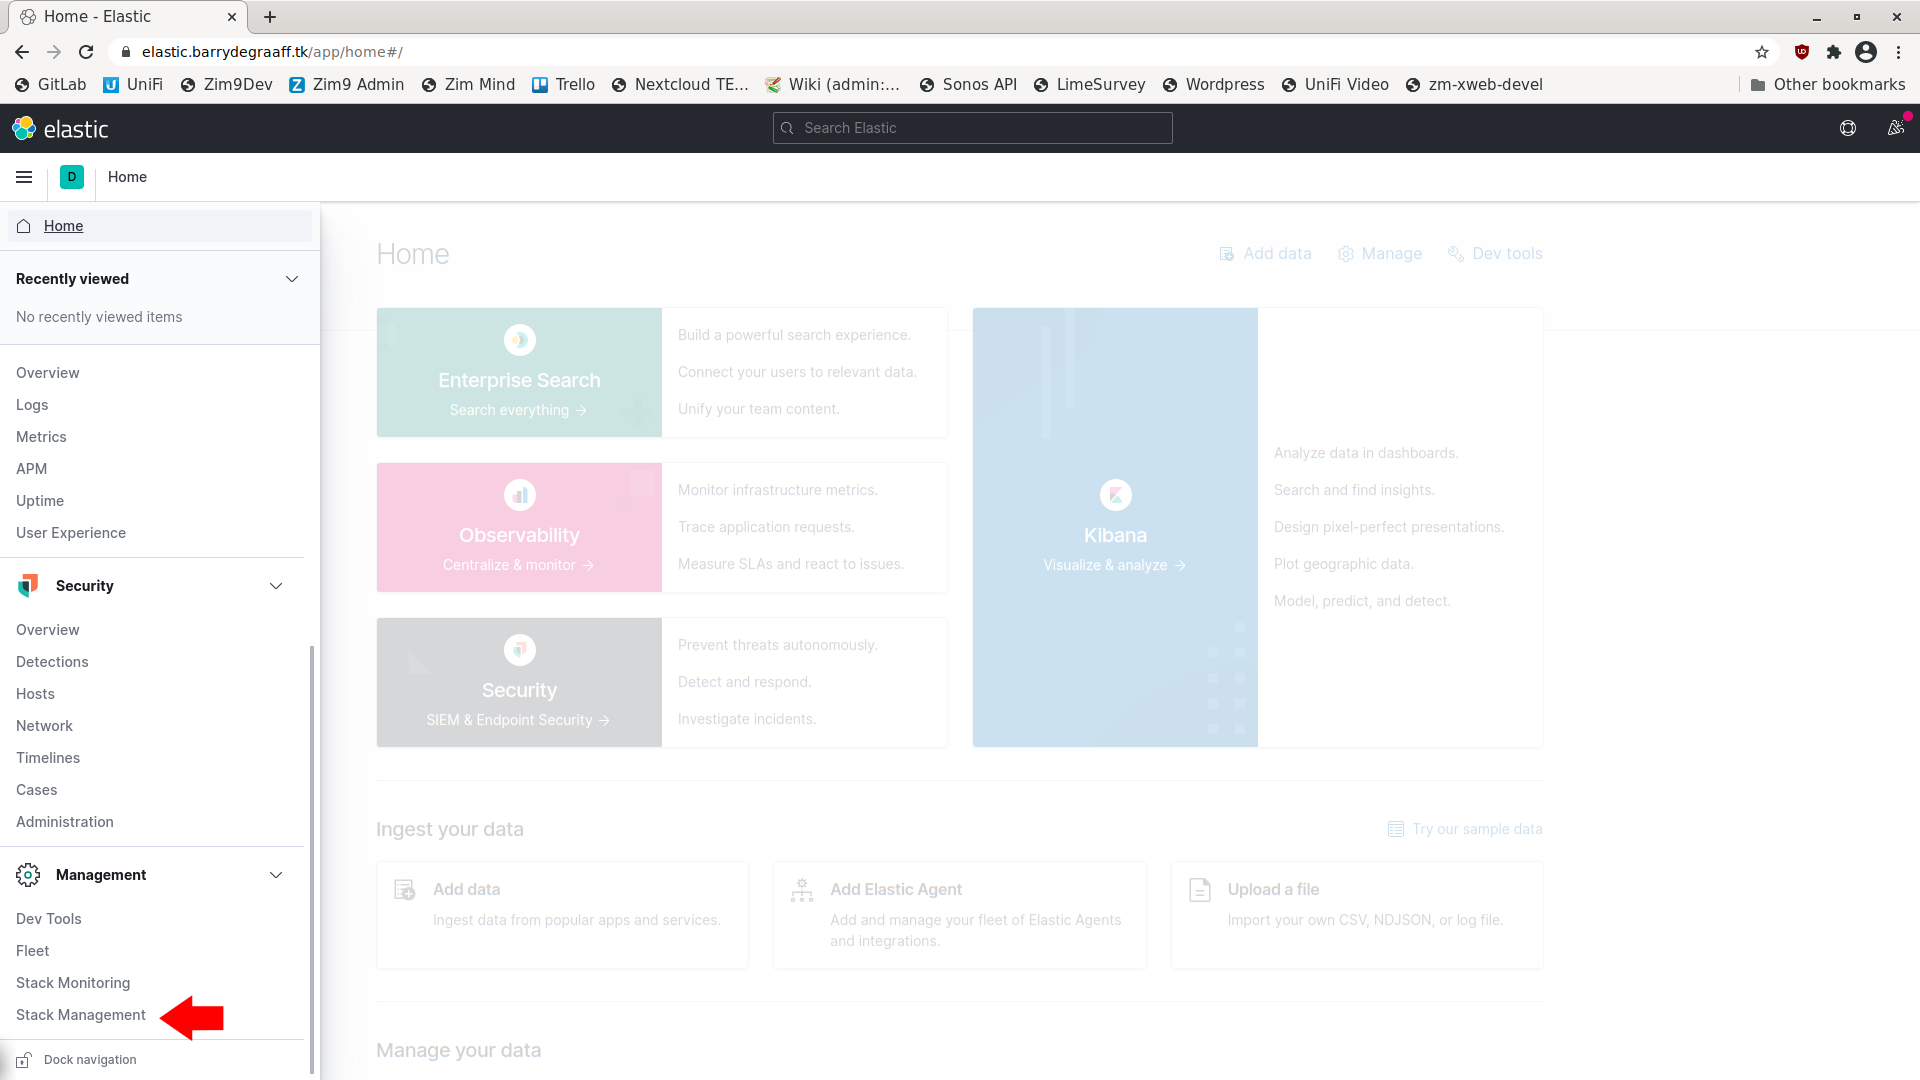 Home - Elastic
elastic.barrydegraaff.tk/app/home#/
GitLab UniFi Zim9Dev Zim9 Admin Zim Mind Trello Nextcloud TE... Wiki (admin:... Sonos API LimeSurvey Wordpress UniFi Video zm-xweb-devel Other bookmarks
elastic
Search Elastic
D Home
Home
Recently viewed
No recently viewed items
Overview
Logs
Metrics
APM
Uptime
User Experience
Security
Overview
Detections
Hosts
Network
Timelines
Cases
Administration
Management
Dev Tools
Fleet
Stack Monitoring
Stack Management
Dock navigation
Home
Add data Manage Dev tools
Enterprise Search
Search everything
Build a powerful search experience.
Connect your users to relevant data.
Unify your team content.
Observability
Centralize & monitor
Monitor infrastructure metrics.
Trace application requests.
Measure SLAs and react to issues.
Security
SIEM & Endpoint Security
Prevent threats autonomously.
Detect and respond.
Investigate incidents.
Kibana
Visualize & analyze
Analyze data in dashboards.
Search and find insights.
Design pixel-perfect presentations.
Plot geographic data.
Model, predict, and detect.
Ingest your data
Try our sample data
Add data
Ingest data from popular apps and services.
Add Elastic Agent
Add and manage your fleet of Elastic Agents
and integrations.
Upload a file
Import your own CSV, NDJSON, or log file.
Manage your data